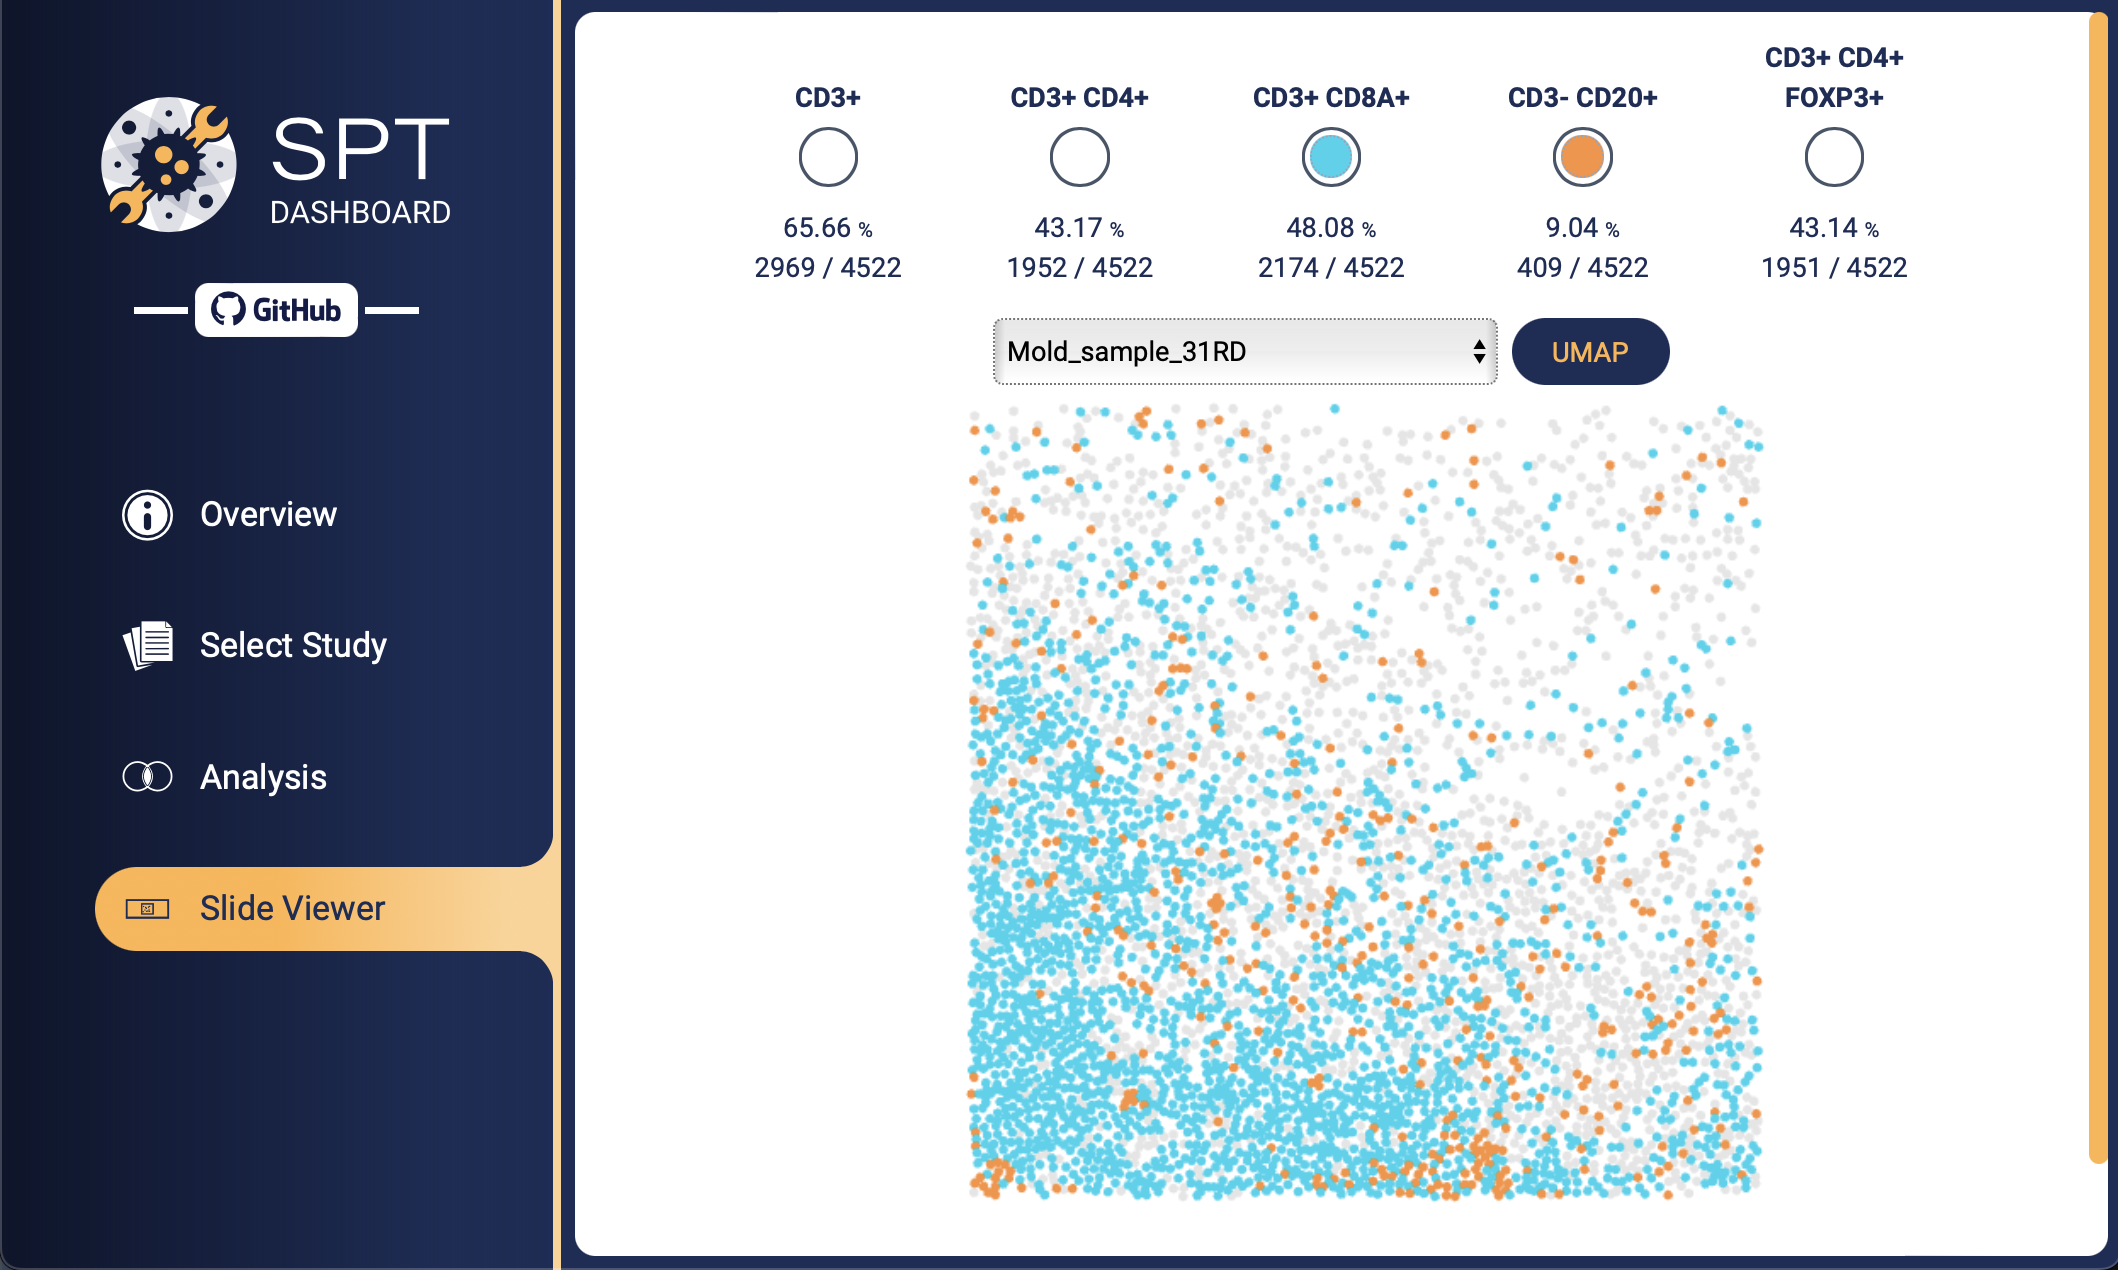 SPT
DASHBOARD
GitHub
Overview
Select Study
Analysis
Slide Viewer
CD3+
65.66 %
2969 / 4522
CD3+ CD4+
43.17 %
1952 / 4522
CD3+ CD8A+
48.08 %
2174 / 4522
CD3- CD20+
9.04 %
409 / 4522
CD3+ CD4+
FOXP3+
43.14 %
1951 / 4522
Mold_sample_31RD
UMAP